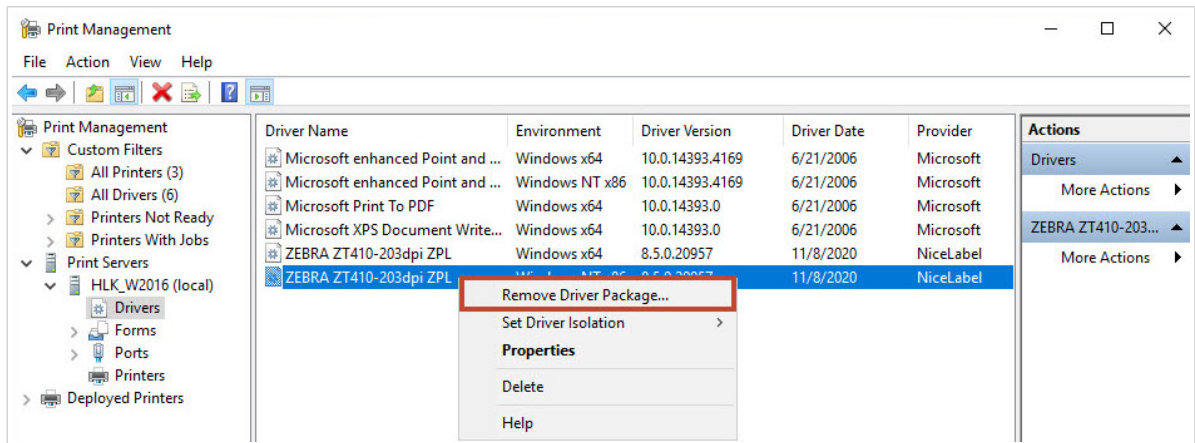 Print Management
File Action View Help
Print Management
Custom Filters
All Printers (3)
All Drivers (6)
Printers Not Ready
Printers With Jobs
Print Servers
HLK_W2016 (local)
Drivers
Forms
Ports
Printers
Deployed Printers
Driver Name Environment Driver Version Driver Date Provider
Microsoft enhanced Point and ... Windows x64 10.0.14393.4169 6/21/2006 Microsoft
Microsoft enhanced Point and ... Windows NT x86 10.0.14393.4169 6/21/2006 Microsoft
Microsoft Print To PDF Windows x64 10.0.14393.0 6/21/2006 Microsoft
Microsoft XPS Document Write... Windows x64 10.0.14393.0 6/21/2006 Microsoft
ZEBRA ZT410-203dpi ZPL Windows x64 8.5.0.20957 11/8/2020 NiceLabel
ZEBRA ZT410-203dpi ZPL Windows NT x86 8.5.0.20957 11/8/2020 NiceLabel
Remove Driver Package...
Set Driver Isolation
Properties
Delete
Help
Actions
Drivers
More Actions
ZEBRA ZT410-203...
More Actions